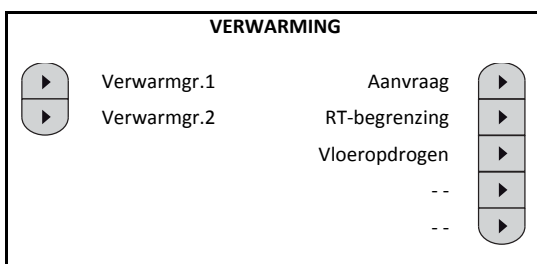 VERWARMING
Verwarmgr.1 Aanvraag
Verwarmgr.2 RT-begrenzing
Vloeropdrogen
- -
- -